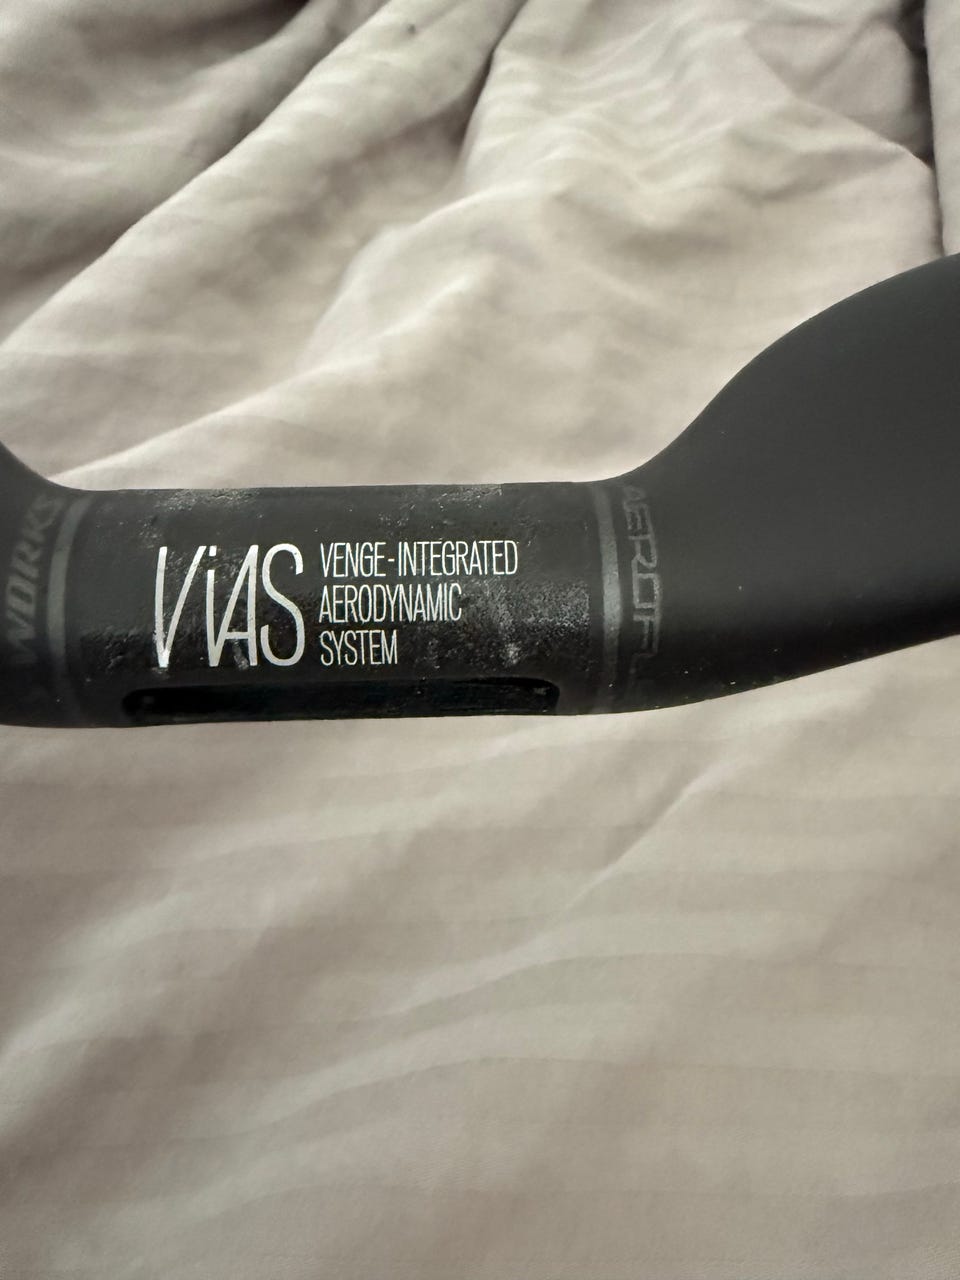 WORKS
ViAS
VENGE-INTEGRATED
AERODYNAMIC
SYSTEM